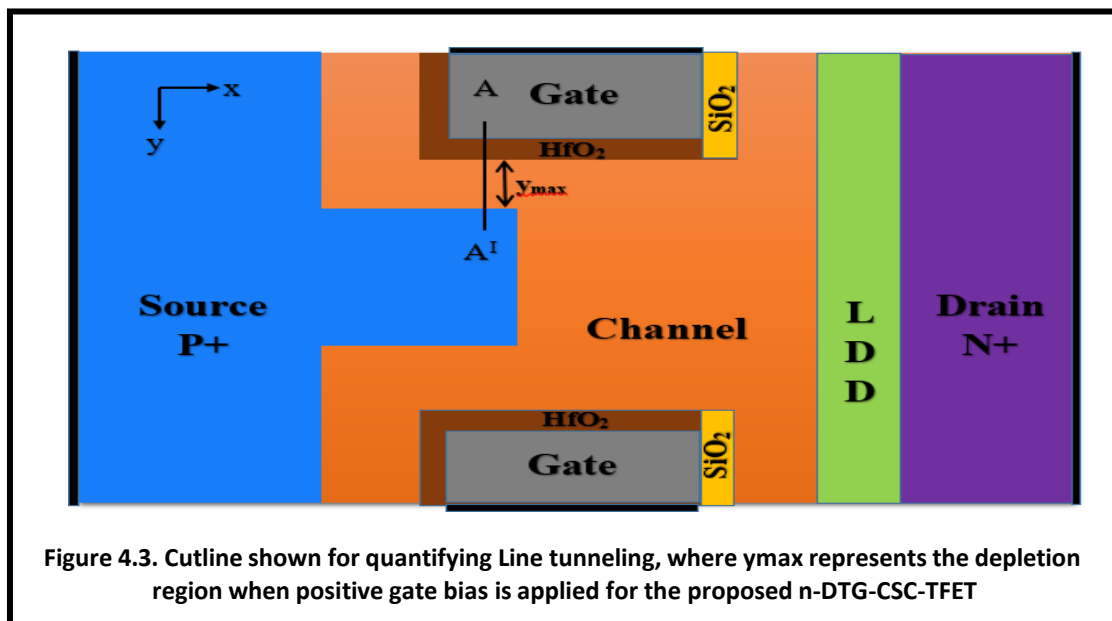 x
y
A
Gate
SiO₂
HfO₂
ymax
Aᴵ
Source
P+
Channel
L
D
D
Drain
N+
HfO₂
Gate
SiO₂
Figure 4.3. Cutline shown for quantifying Line tunneling, where ymax represents the depletion
region when positive gate bias is applied for the proposed n-DTG-CSC-TFET